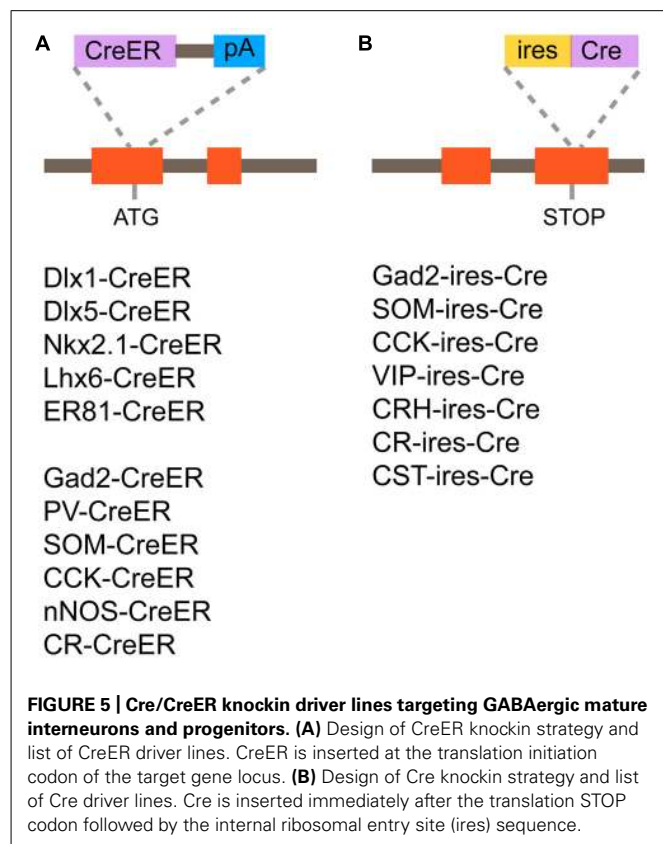 A
CreER
pA
ATG
Dlx1-CreER
Dlx5-CreER
Nkx2.1-CreER
Lhx6-CreER
ER81-CreER
Gad2-CreER
PV-CreER
SOM-CreER
CCK-CreER
nNOS-CreER
CR-CreER
B
ires
Cre
STOP
Gad2-ires-Cre
SOM-ires-Cre
CCK-ires-Cre
VIP-ires-Cre
CRH-ires-Cre
CR-ires-Cre
CST-ires-Cre
FIGURE 5 | Cre/CreER knockin driver lines targeting GABAergic mature
interneurons and progenitors. (A) Design of CreER knockin strategy and
list of CreER driver lines. CreER is inserted at the translation initiation
codon of the target gene locus. (B) Design of Cre knockin strategy and list
of Cre driver lines. Cre is inserted immediately after the translation STOP
codon followed by the internal ribosomal entry site (ires) sequence.